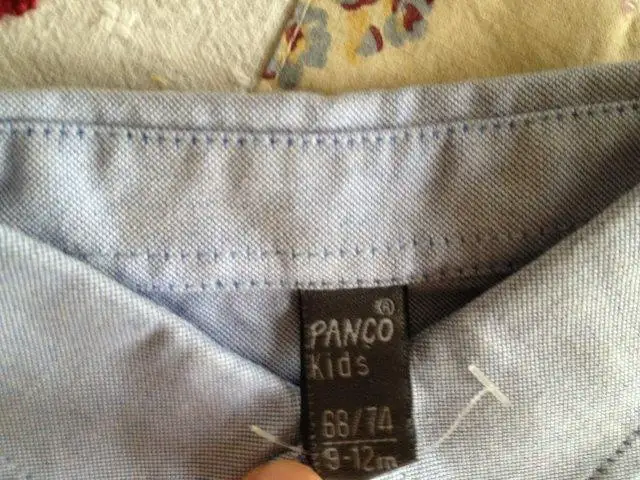 ®
PANÇO
Kids
68/74
9-12m